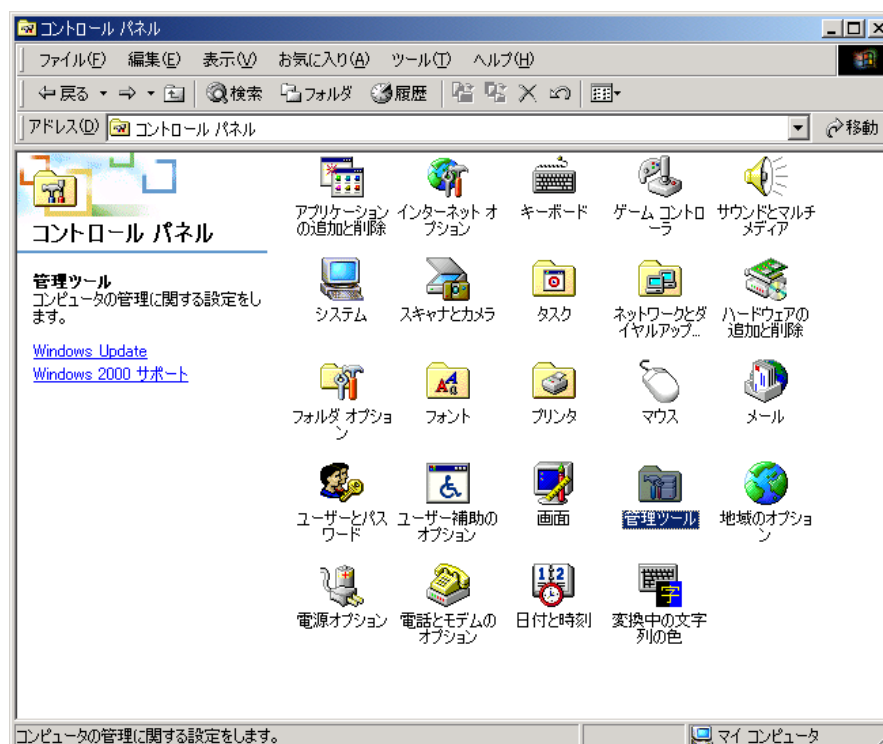 コントロール パネル
ファイル(F) 編集(E) 表示(V) お気に入り(A) ツール(T) ヘルプ(H)
戻る 検索 フォルダ 履歴
アドレス(D) コントロール パネル 移動
コントロール パネル
管理ツール
コンピュータの管理に関する設定をし
ます。
Windows Update
Windows 2000 サポート
アプリケーション
の追加と削除
インターネット オ
プション
キーボード
ゲーム コントロ
ーラ
サウンドとマルチ
メディア
システム
スキャナとカメラ
タスク
ネットワークとダ
イヤルアップ...
ハードウェアの
追加と削除
フォルダ オプショ
ン
フォント
プリンタ
マウス
メール
ユーザーとパス
ワード
ユーザー補助の
オプション
画面
管理ツール
地域のオプショ
ン
電源オプション
電話とモデムの
オプション
日付と時刻
変換中の文字
列の色
コンピュータの管理に関する設定をします。
マイ コンピュータ